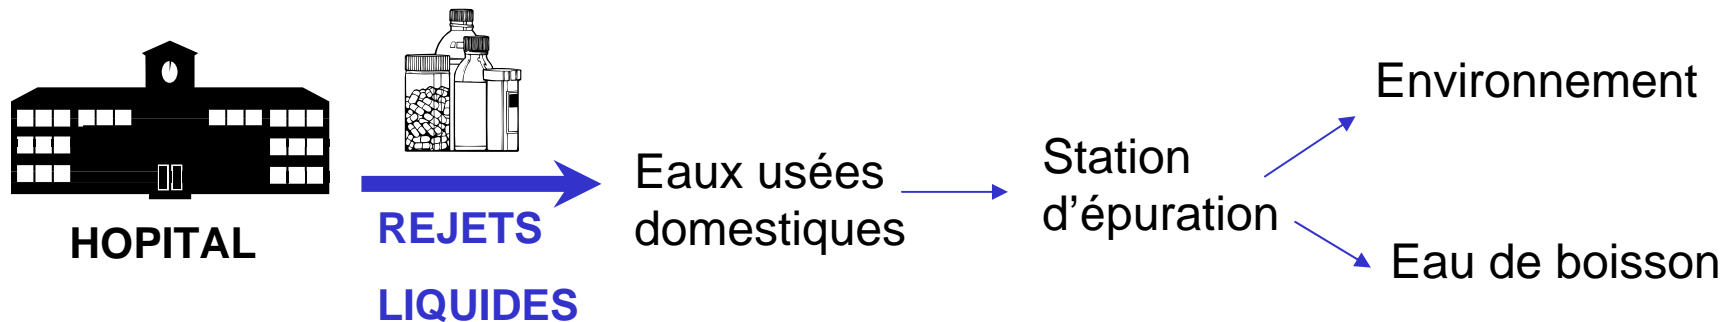 HOPITAL
REJETS
LIQUIDES
Eaux usées
domestiques
Station
d’épuration
Environnement
Eau de boisson